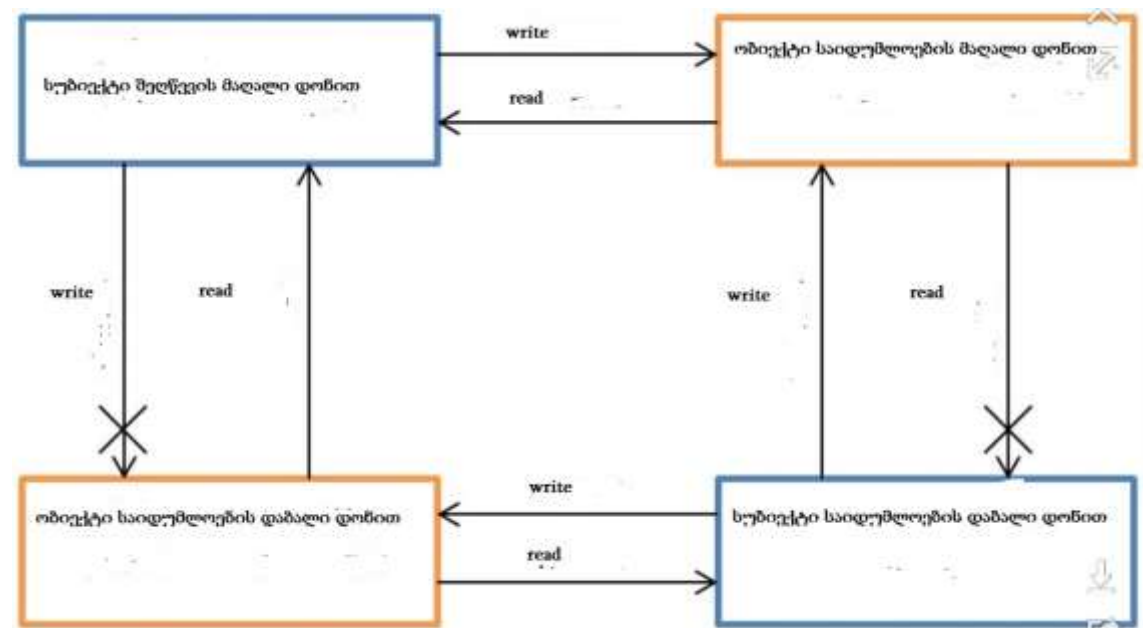 write
სუბიექტი შეღწევის მაღალი დონით
ობიექტი საიდუმლოების მაღალი დონით
read
write
read
write
read
ობიექტი საიდუმლოების დაბალი დონით
write
სუბიექტი საიდუმლოების დაბალი დონით
read